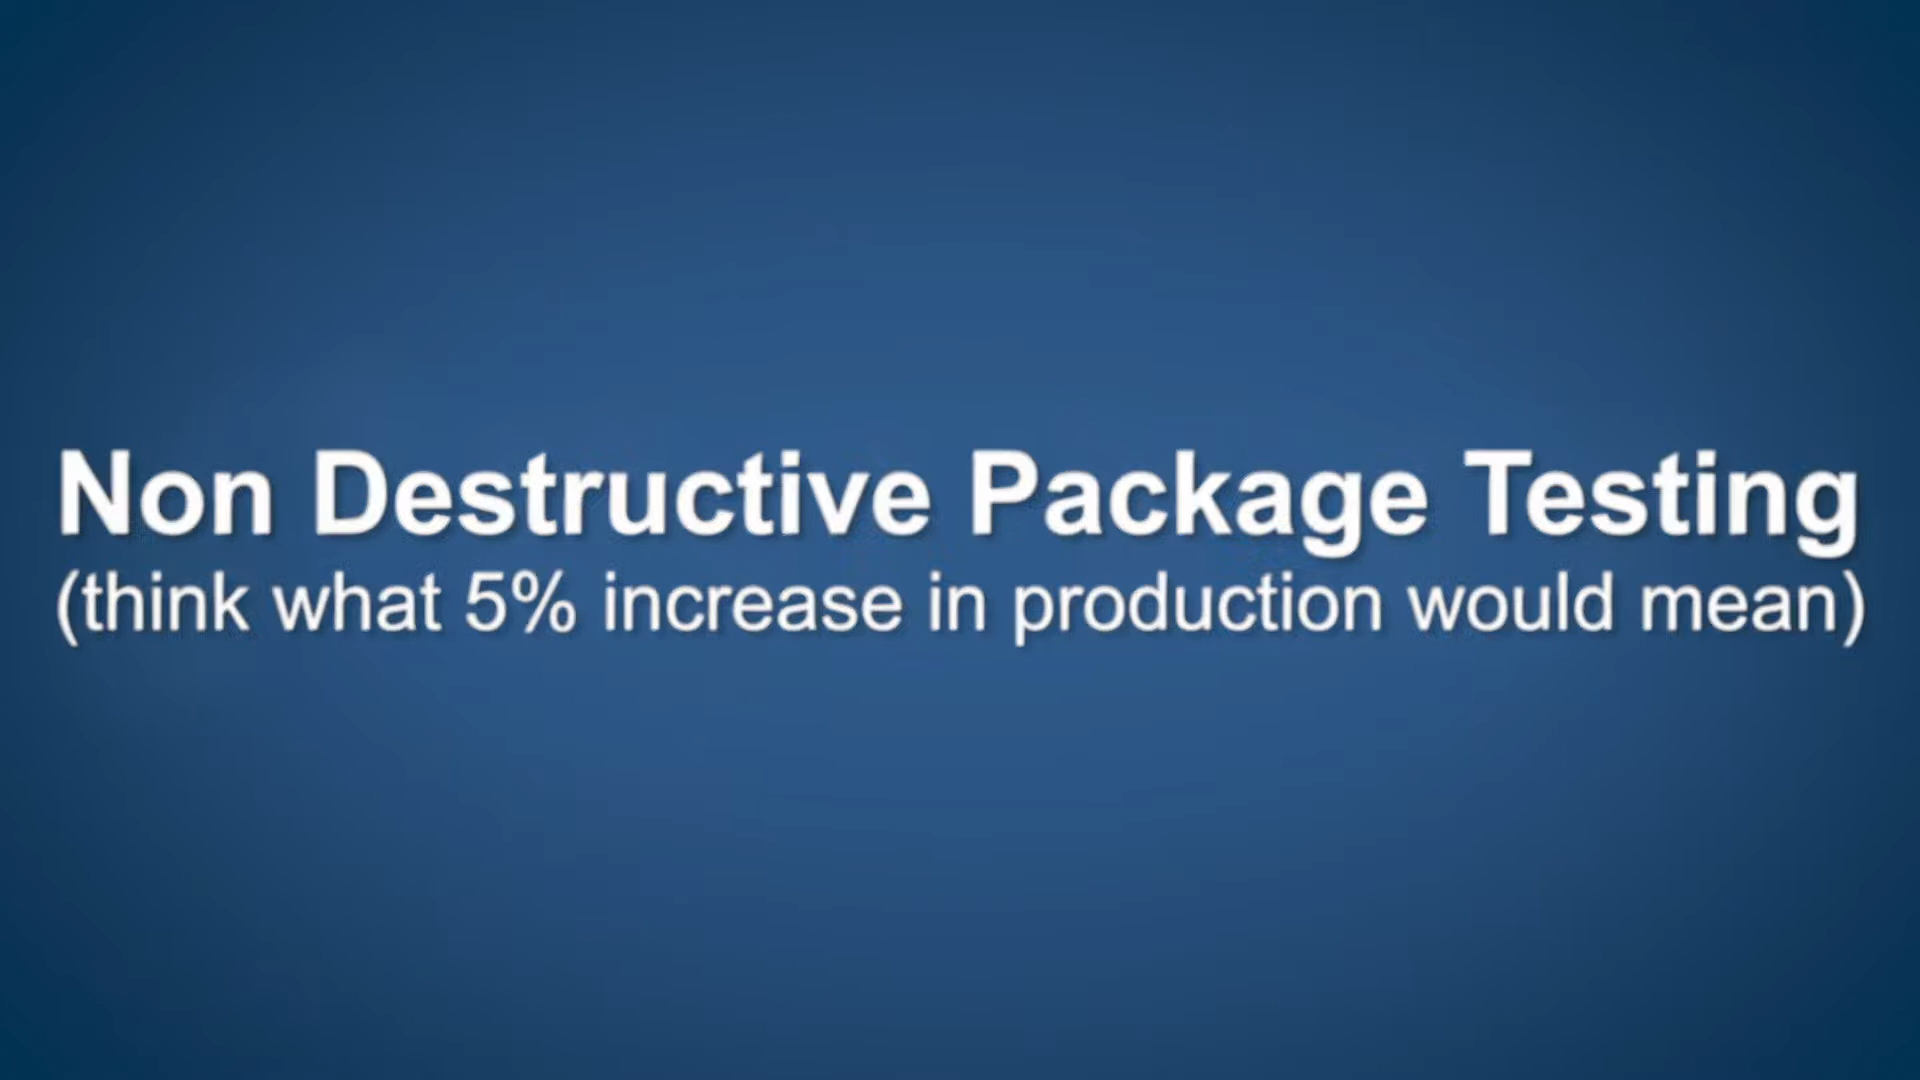 Non Destructive Package Testing
(think what 5% increase in production would mean)